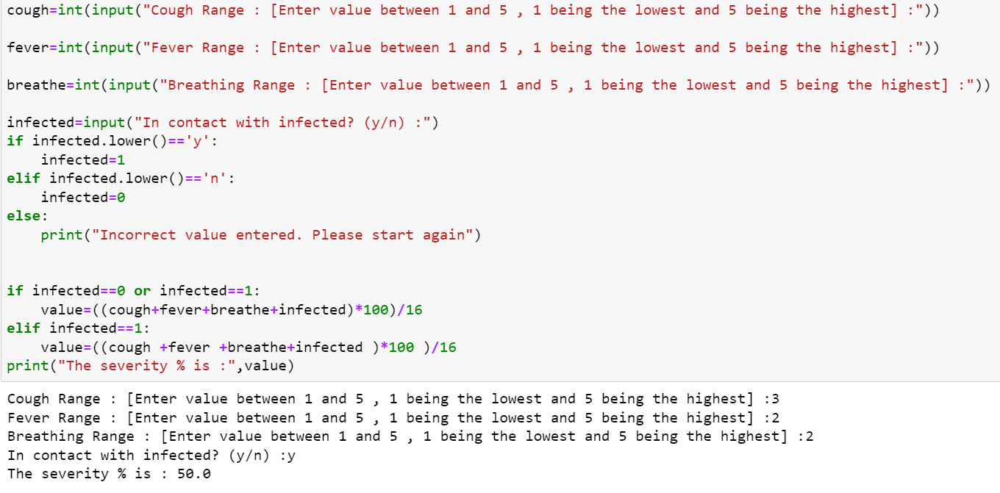 cough=int(input("Cough Range : [Enter value between 1 and 5 , 1 being the lowest and 5 being the highest] :"))
fever=int(input("Fever Range : [Enter value between 1 and 5 , 1 being the lowest and 5 being the highest] :"))
breathe=int(input("Breathing Range : [Enter value between 1 and 5 , 1 being the lowest and 5 being the highest] :"))
infected=input("In contact with infected? (y/n) :")
if infected.lower()=='y':
    infected=1
elif infected.lower()=='n':
    infected=0
else:
    print("Incorrect value entered. Please start again")
if infected==0 or infected==1:
    value=((cough+fever+breathe+infected)*100)/16
elif infected==1:
    value=((cough +fever +breathe+infected )*100 )/16
print("The severity % is :",value)
Cough Range : [Enter value between 1 and 5 , 1 being the lowest and 5 being the highest] :3
Fever Range : [Enter value between 1 and 5 , 1 being the lowest and 5 being the highest] :2
Breathing Range : [Enter value between 1 and 5 , 1 being the lowest and 5 being the highest] :2
In contact with infected? (y/n) :y
The severity % is : 50.0